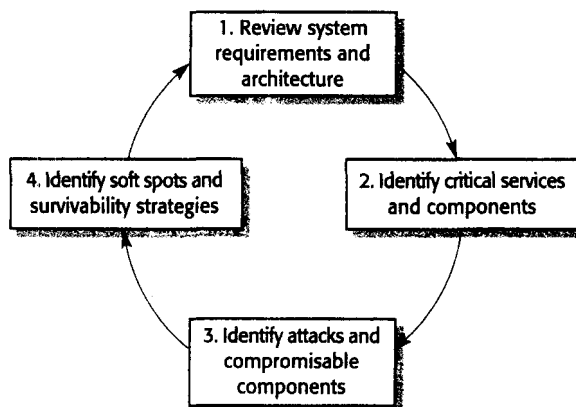 1. Review system
requirements and
architecture
2. Identify critical services
and components
3. Identify attacks and
compromisable
components
4. Identify soft spots and
survivability strategies